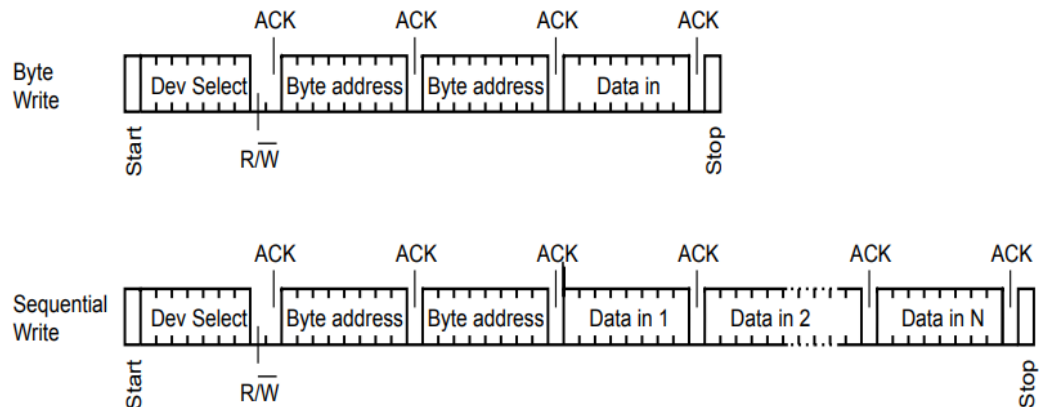 ACK ACK ACK ACK
Byte
Write
Dev Select Byte address Byte address Data in
Start R/W̅ Stop
ACK ACK ACK ACK ACK ACK
Sequential
Write
Dev Select Byte address Byte address Data in 1 Data in 2 Data in N
Start R/W̅ Stop